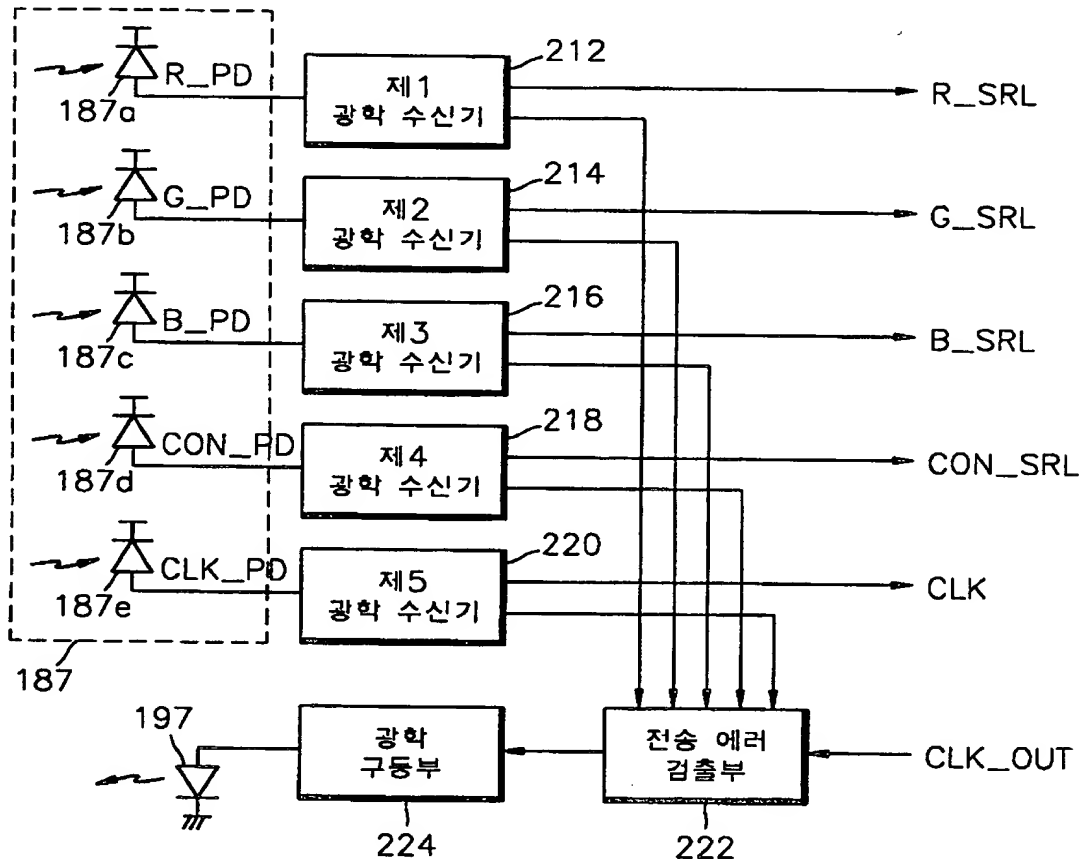 212
R_PD
제1
광학 수신기
R_SRL
187a
214
G_PD
제2
광학 수신기
G_SRL
187b
216
B_PD
제3
광학 수신기
B_SRL
187c
218
CON_PD
제4
광학 수신기
CON_SRL
187d
220
CLK_PD
제5
광학 수신기
CLK
187e
187
197
광학
구동부
전송 에러
검출부
CLK_OUT
224
222